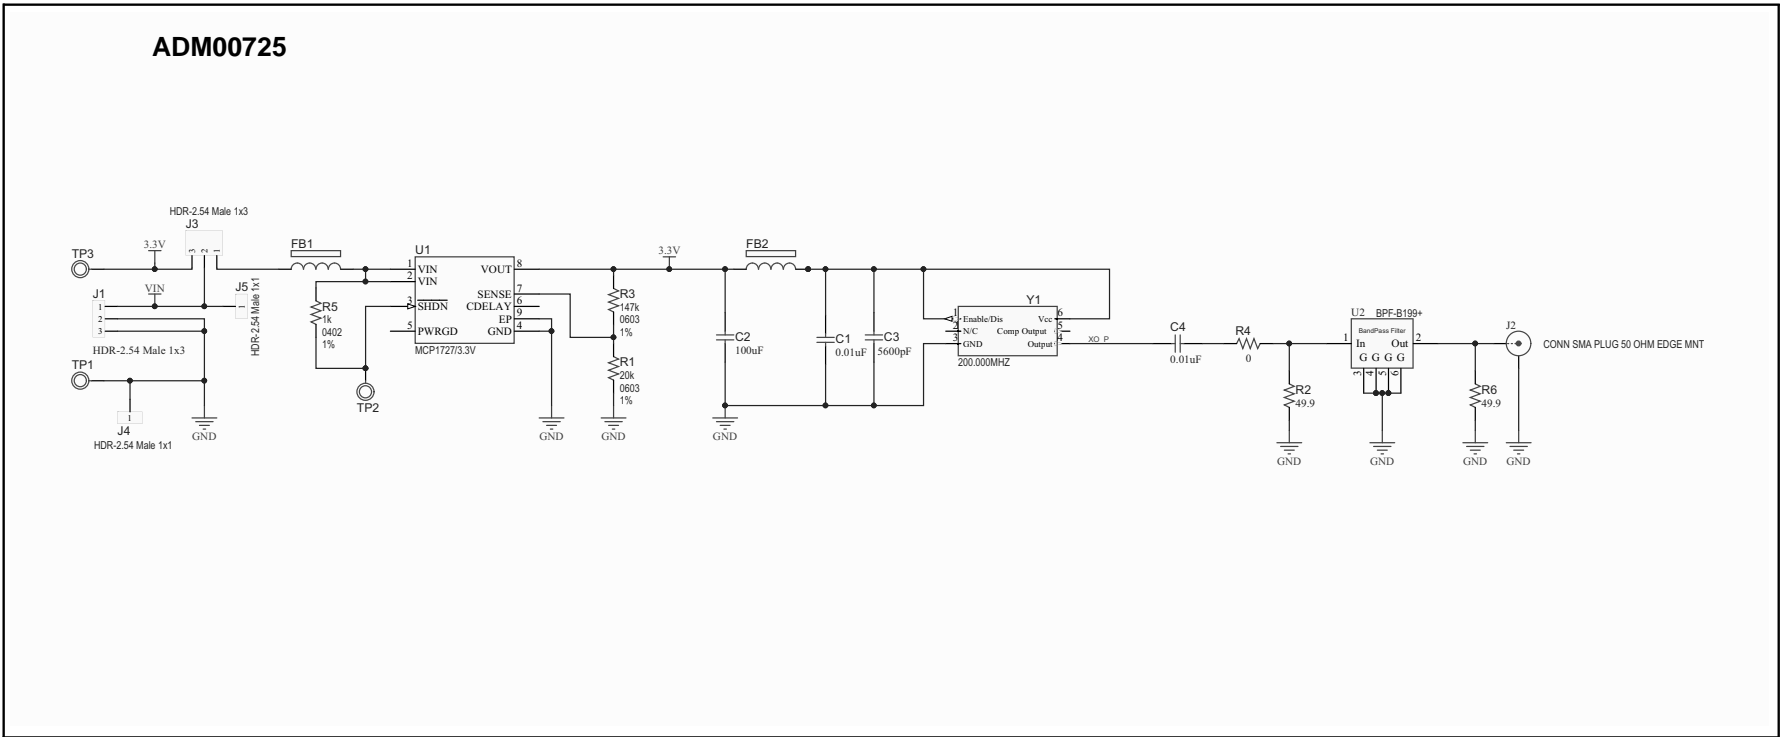 ADM00725
HDR-2.54 Male 1x3
J3
3.3V
3 2 1
TP3
FB1
U1
VIN
J1
1
2
3
HDR-2.54 Male 1x3
J5
1
HDR-2.54 Male 1x1
TP1
1
J4
HDR-2.54 Male 1x1
GND
R5
1k
0402
1%
TP2
1 VIN
2 VIN
3 SHDN
5 PWRGD
VOUT 8
SENSE 7
CDELAY 6
EP 9
GND 4
MCP1727/3.3V
GND
R3
147k
0603
1%
R1
20k
0603
1%
GND
3.3V
FB2
C2
100uF
GND
C1
0.01uF
C3
5600pF
Y1
1 Enable/Dis
2 N/C
3 GND
Vcc 6
Comp Output 5
Output 4
200.000MHZ
XO_P
C4
0.01uF
R4
0
R2
49.9
GND
U2 BPF-B199+
BandPass Filter
1 In Out 2
G G G G
3 4 5 6
GND
R6
49.9
GND
J2
CONN SMA PLUG 50 OHM EDGE MNT
GND